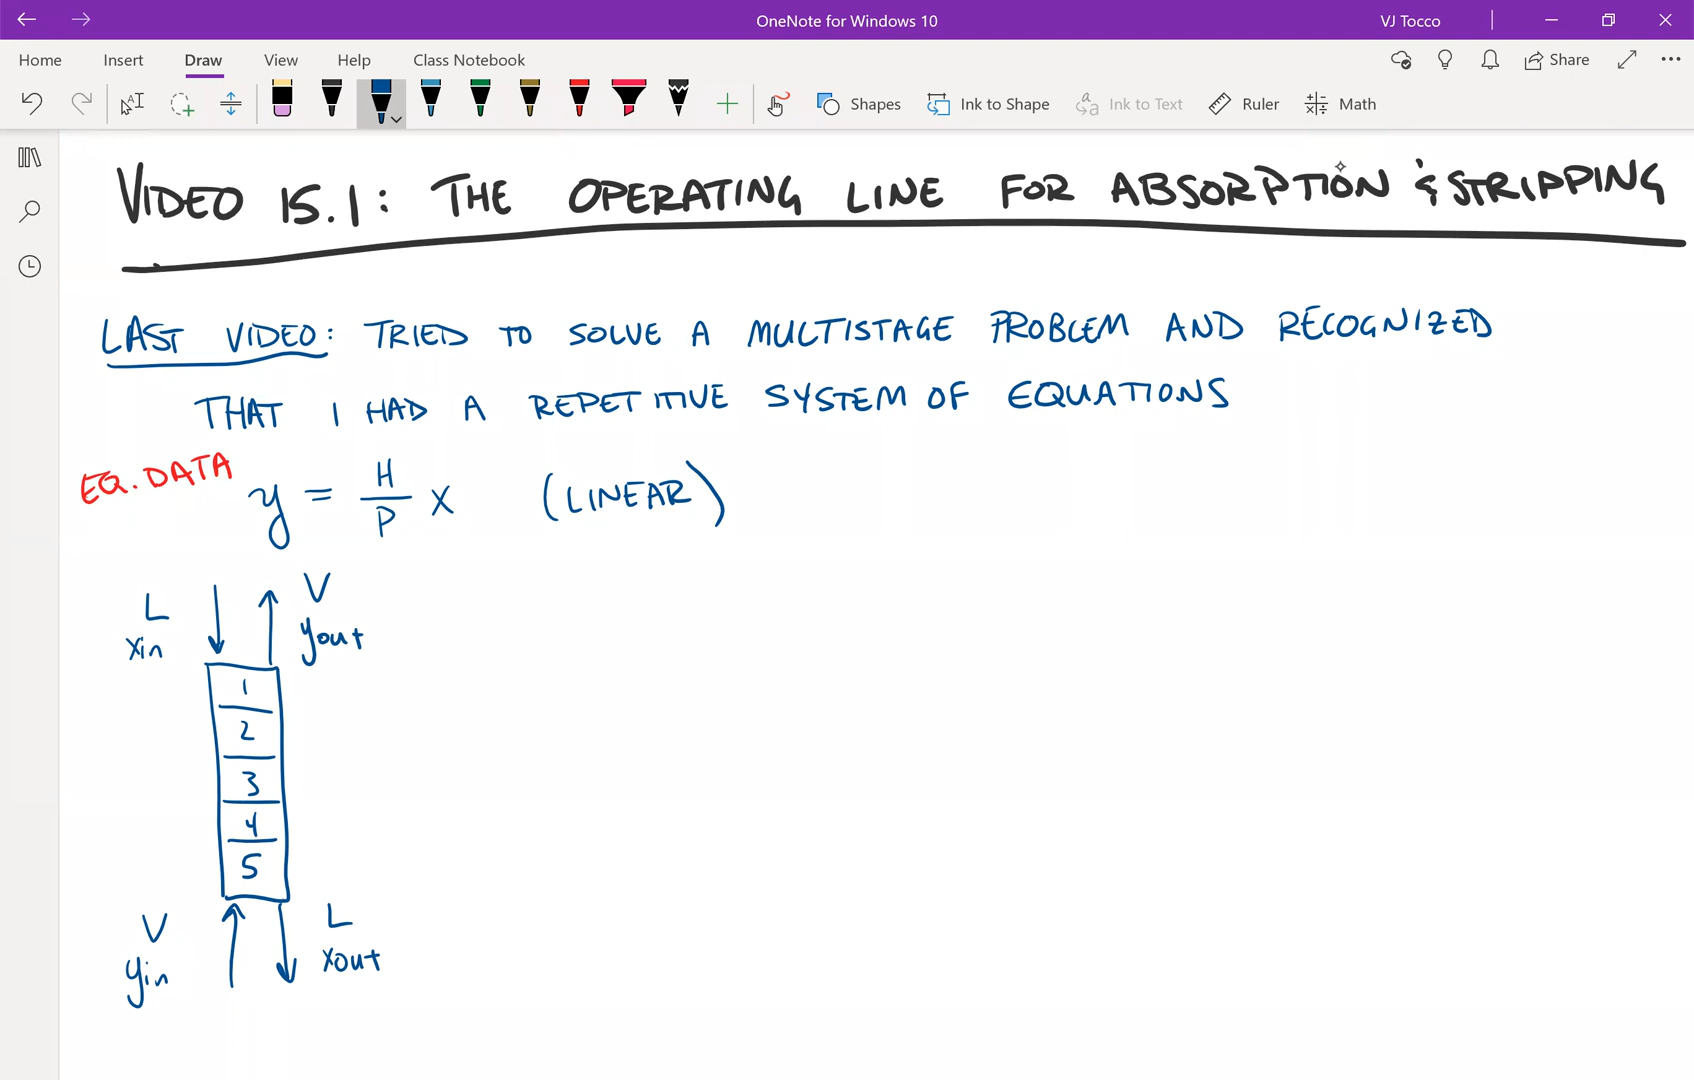 OneNote for Windows 10
VJ Tocco
Home Insert Draw View Help Class Notebook
Share
Shapes Ink to Shape Ink to Text Ruler Math
VIDEO 15.1: THE OPERATING LINE FOR ABSORPTION & STRIPPING
LAST VIDEO: TRIED TO SOLVE A MULTISTAGE PROBLEM AND RECOGNIZED
THAT I HAD A REPETITIVE SYSTEM OF EQUATIONS
EQ. DATA
y = H/P x (LINEAR)
L V
xin yout
1
2
3
4
5
V L
yin xout